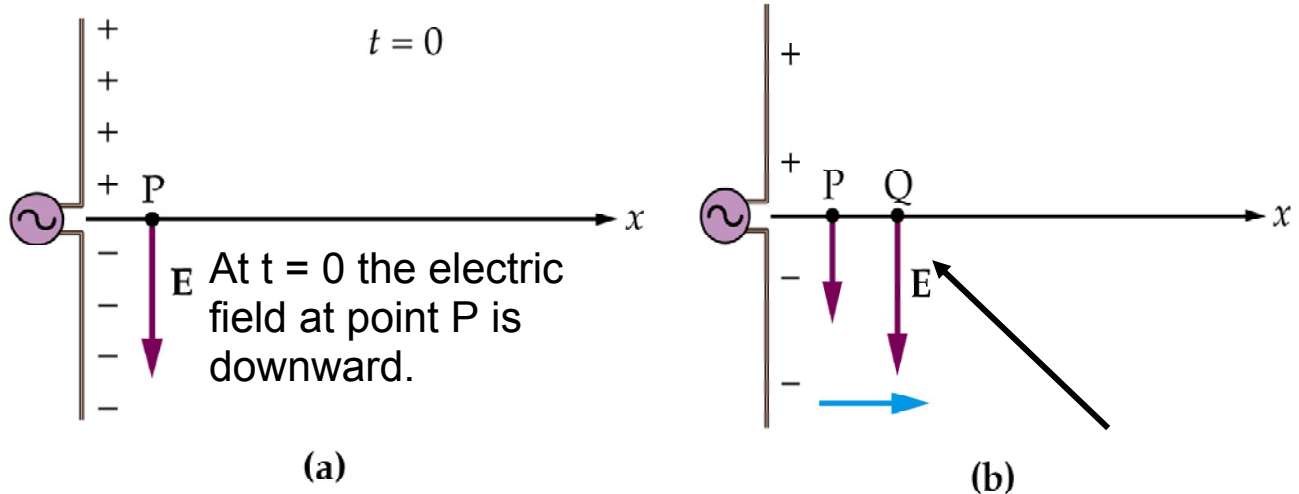 t = 0
+
+
+
+
P
x
−
−
−
−
E
At t = 0 the electric
field at point P is
downward.
(a)
+
+
P Q
x
−
E
−
(b)